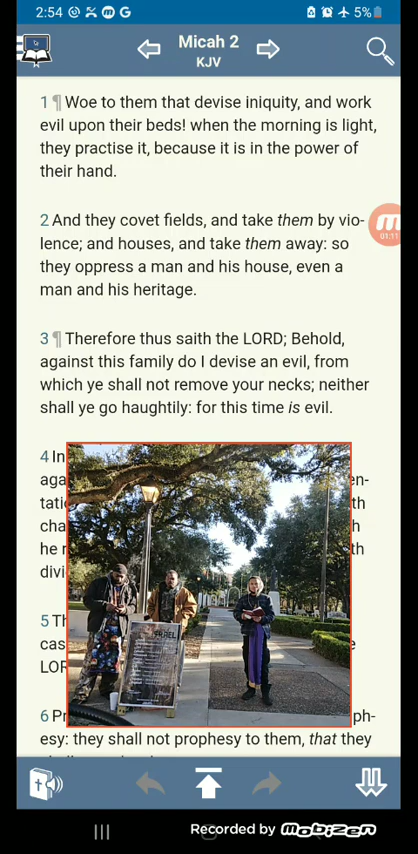 2:54
5%
Micah 2
KJV
1 ¶ Woe to them that devise iniquity, and work
evil upon their beds! when the morning is light,
they practise it, because it is in the power of
their hand.
2 And they covet fields, and take them by vio-
lence; and houses, and take them away: so
they oppress a man and his house, even a
man and his heritage.
01:11
3 ¶ Therefore thus saith the LORD; Behold,
against this family do I devise an evil, from
which ye shall not remove your necks; neither
shall ye go haughtily: for this time is evil.
4 In
aga en-
tati th
cha h
he th
divi
5 Th
cas e
LOR
ISRAEL
6 Pr ph-
esy: they shall not prophesy to them, that they
Recorded by mobizen